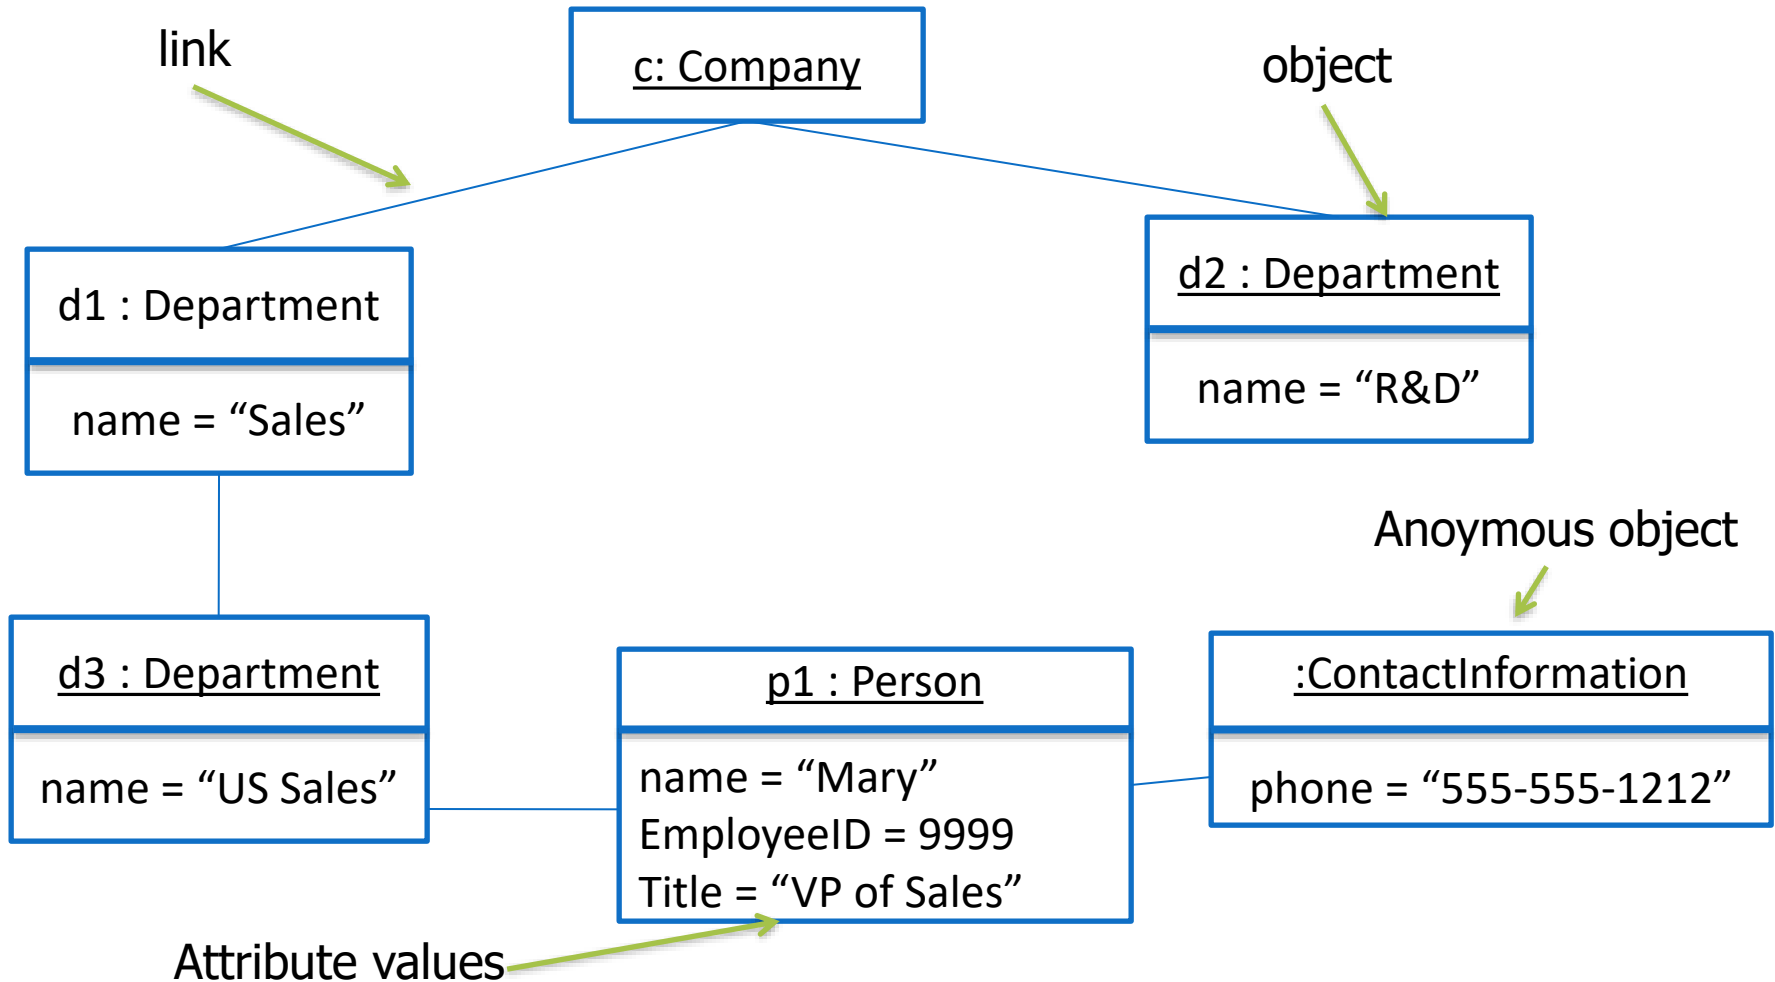 link
c: Company
object
d1 : Department
name = “Sales”
d2 : Department
name = “R&D”
Anoymous object
d3 : Department
name = “US Sales”
p1 : Person
name = “Mary”
EmployeeID = 9999
Title = “VP of Sales”
:ContactInformation
phone = “555-555-1212”
Attribute values